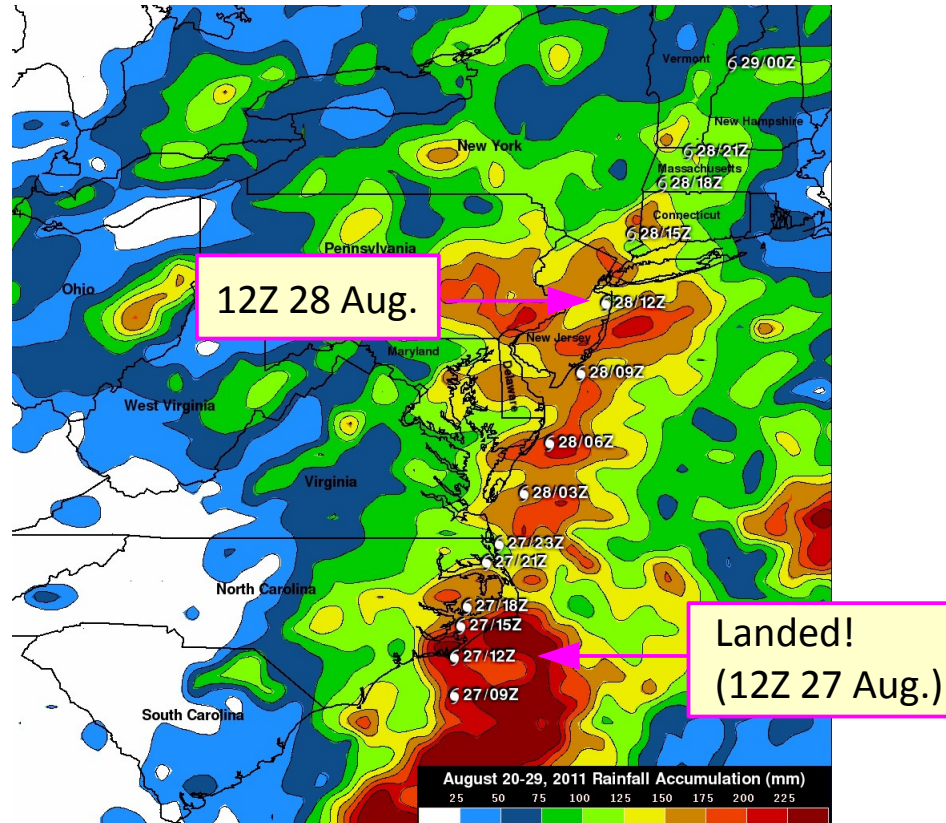 Vermont
29/00Z
New Hampshire
New York
28/21Z
Massachusetts
28/18Z
Connecticut
28/15Z
Pennsylvania
Ohio
12Z 28 Aug.
28/12Z
New Jersey
Maryland
28/09Z
Delaware
West Virginia
28/06Z
Virginia
28/03Z
27/23Z
27/21Z
North Carolina
27/18Z
27/15Z
Landed!
(12Z 27 Aug.)
27/12Z
27/09Z
South Carolina
August 20-29, 2011 Rainfall Accumulation (mm)
25 50 75 100 125 150 175 200 225